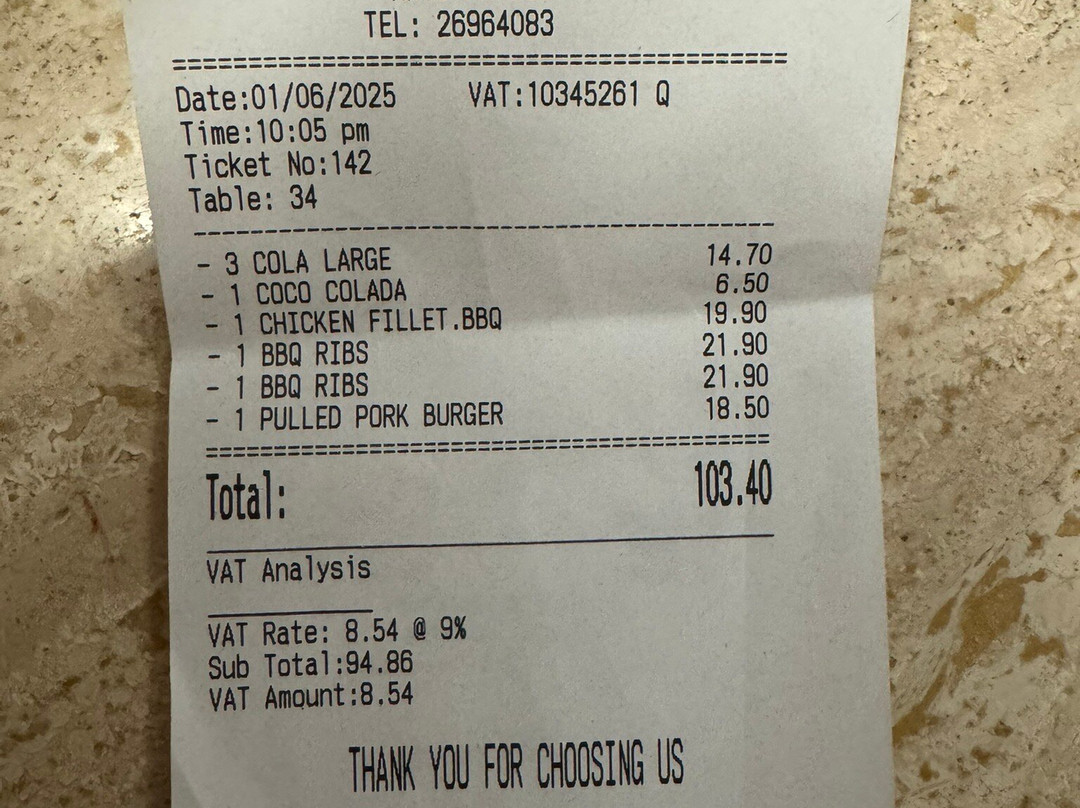 TEL: 26964083
========================================
Date:01/06/2025 VAT:10345261 Q
Time:10:05 pm
Ticket No:142
Table: 34
----------------------------------------
- 3 COLA LARGE 14.70
- 1 COCO COLADA 6.50
- 1 CHICKEN FILLET.BBQ 19.90
- 1 BBQ RIBS 21.90
- 1 BBQ RIBS 21.90
- 1 PULLED PORK BURGER 18.50
========================================
Total: 103.40
VAT Analysis
VAT Rate: 8.54 @ 9%
Sub Total:94.86
VAT Amount:8.54
THANK YOU FOR CHOOSING US